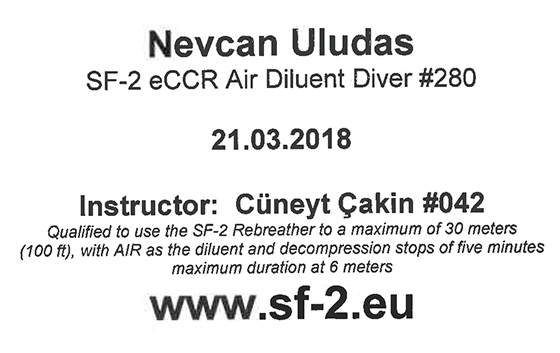 Nevcan Uludas
SF-2 eCCR Air Diluent Diver #280
21.03.2018
Instructor: Cüneyt Çakin #042
Qualified to use the SF-2 Rebreather to a maximum of 30 meters
(100 ft), with AIR as the diluent and decompression stops of five minutes
maximum duration at 6 meters
www.sf-2.eu